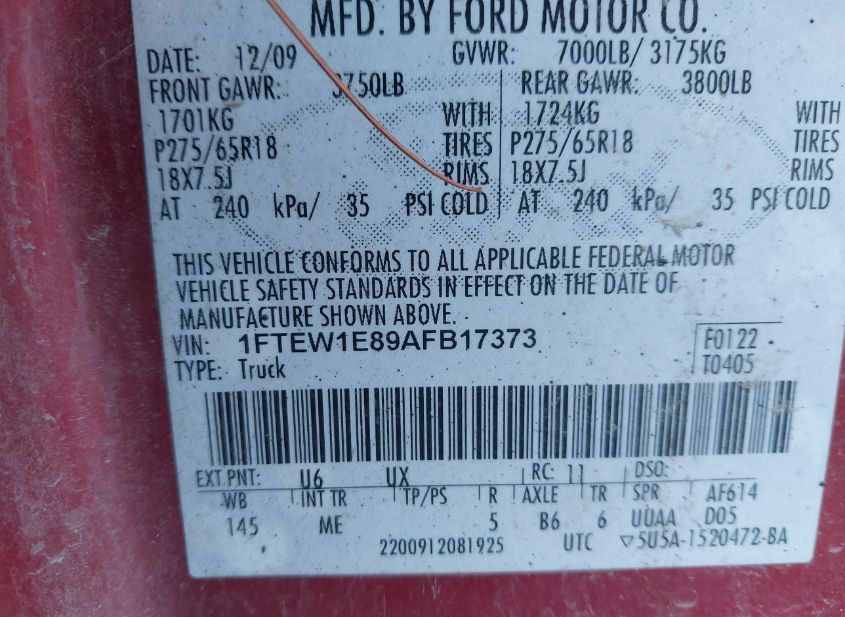 MFD. BY FORD MOTOR CO.
DATE: 12/09 GVWR: 7000LB/ 3175KG
FRONT GAWR: 3750LB REAR GAWR: 3800LB
1701KG WITH 1724KG WITH
P275/65R18 TIRES P275/65R18 TIRES
18X7.5J RIMS 18X7.5J RIMS
AT 240 kPa/ 35 PSI COLD AT 240 kPa/ 35 PSI COLD
THIS VEHICLE CONFORMS TO ALL APPLICABLE FEDERAL MOTOR
VEHICLE SAFETY STANDARDS IN EFFECT ON THE DATE OF
MANUFACTURE SHOWN ABOVE.
VIN: 1FTEW1E89AFB17373 F0122
TYPE: Truck T0405
EXT PNT: U6 UX RC: 11 DSO:
WB INT TR TP/PS R AXLE TR SPR AF614
145 ME 5 B6 6 UUAA D05
2200912081925 UTC ▽5U5A-1520472-BA